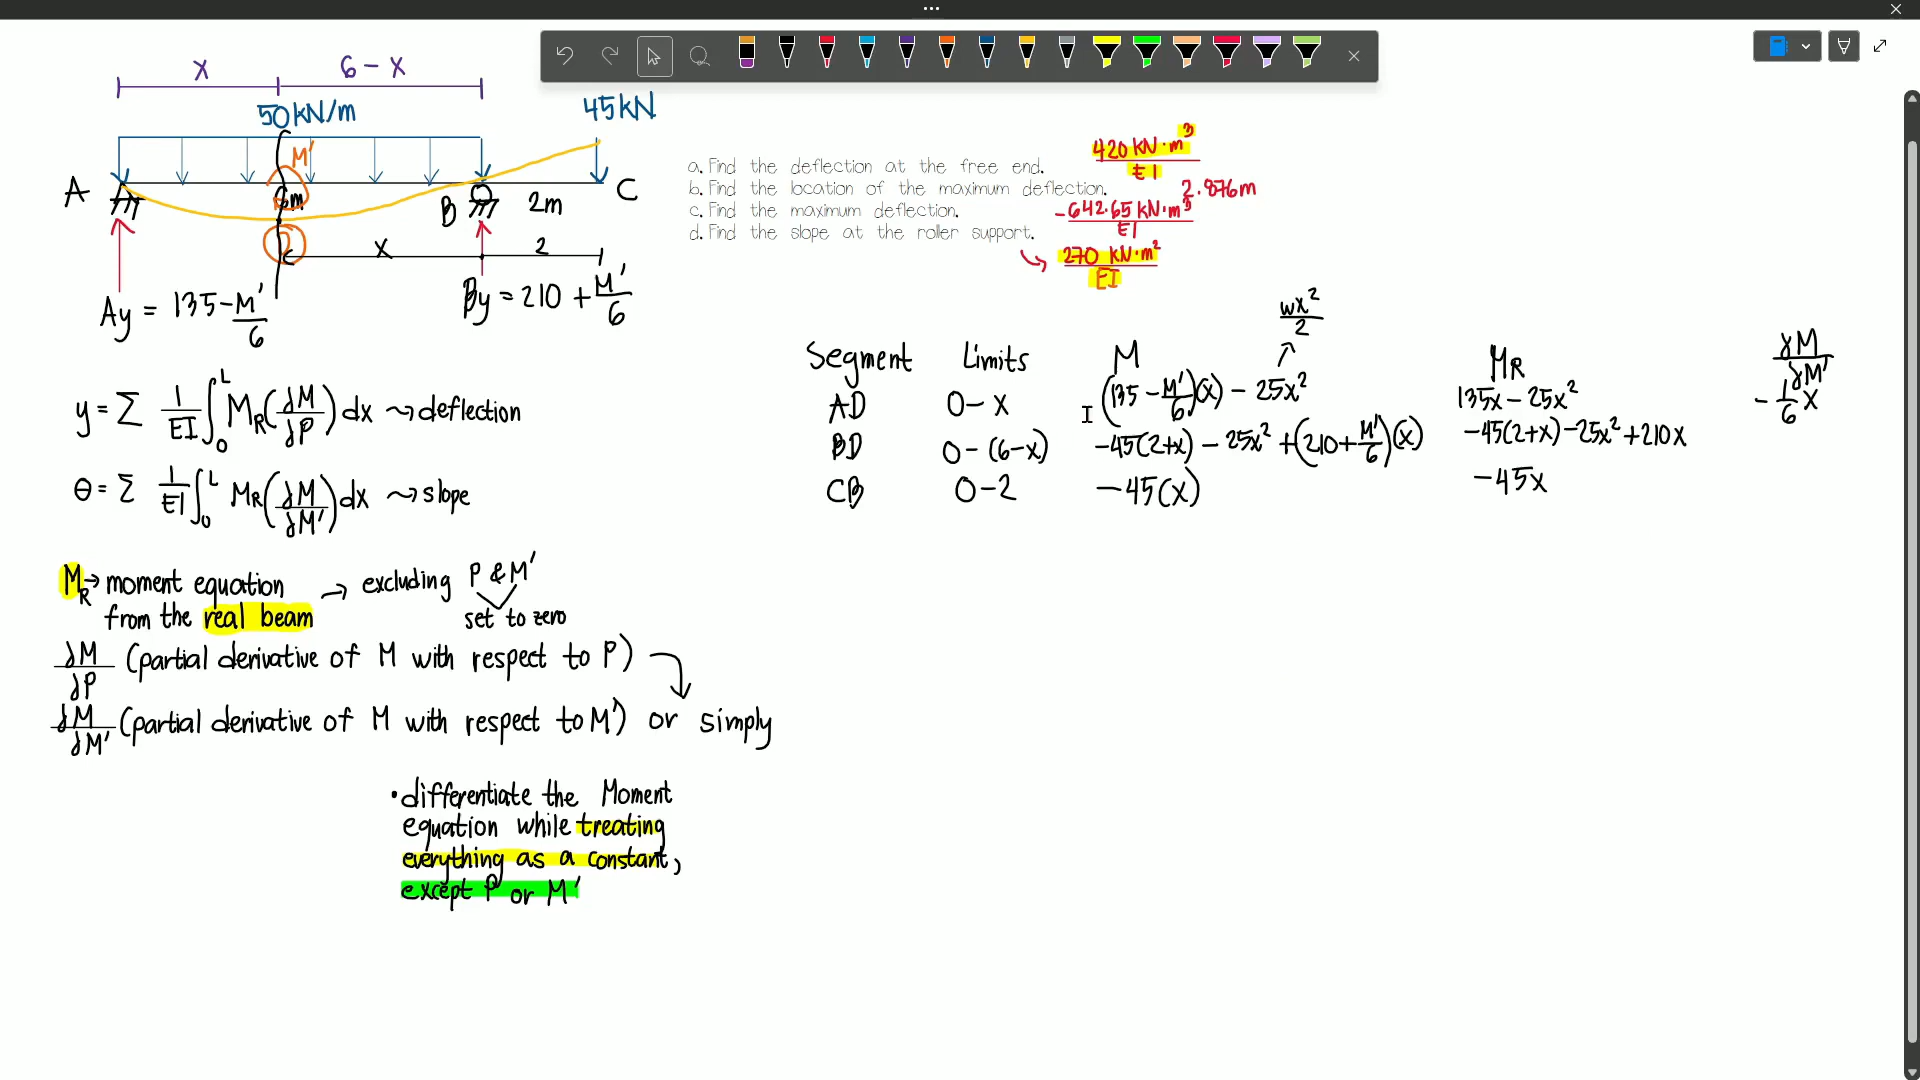 x
6 - x
50 kN/m
45 kN
M'
A
6m
B
2m
C
D
x
2
Ay = 135 - M'/6
By = 210 + M'/6
a. Find the deflection at the free end.
420 KN·m³/EI
b. Find the location of the maximum deflection.
2.876m
c. Find the maximum deflection.
-642.65 KN·m³/EI
d. Find the slope at the roller support.
270 KN·m²/EI
y = Σ 1/EI ∫₀ᴸ M_R (∂M/∂P) dx ⤳ deflection
θ = Σ 1/EI ∫₀ᴸ M_R (∂M/∂M') dx ⤳ slope
M_R → moment equation → excluding P & M'
from the real beam
set to zero
∂M/∂P (partial derivative of M with respect to P)
∂M/∂M' (partial derivative of M with respect to M') or simply
• differentiate the Moment
equation while treating
everything as a constant,
except P or M'
wx²/2
Segment Limits M M_R ∂M/∂M'
AD 0 - x (135 - M'/6)(x) - 25x² 135x - 25x² -1/6 x
BD 0 - (6-x) -45(2+x) - 25x² + (210 + M'/6)(x) -45(2+x) - 25x² + 210x
CB 0 - 2 -45(x) -45x